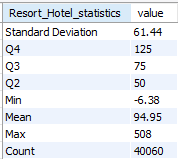 Resort_Hotel_statistics value
Standard Deviation 61.44
Q4 125
Q3 75
Q2 50
Min -6.38
Mean 94.95
Max 508
Count 40060